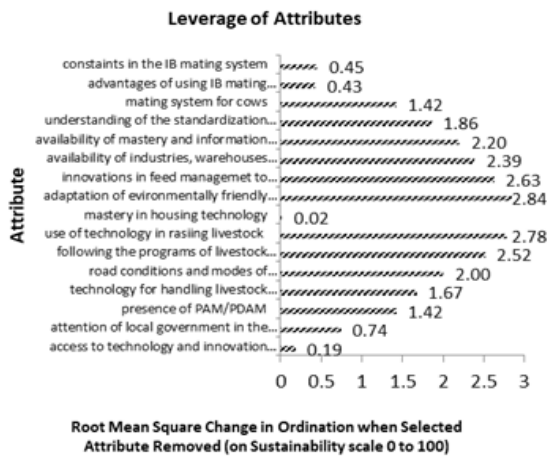 Leverage of Attributes
constaints in the IB mating system 0.45
advantages of using IB mating... 0.43
mating system for cows 1.42
understanding of the standardization... 1.86
availability of mastery and information... 2.20
availability of industries, warehouses... 2.39
innovations in feed managemet to... 2.63
adaptation of evironmentally friendly... 2.84
mastery in housing technology 0.02
use of technology in rasiing livestock 2.78
following the programs of livestock... 2.52
road conditions and modes of... 2.00
technology for handling livestock... 1.67
presence of PAM/PDAM 1.42
attention of local government in the... 0.74
access to technology and innovation... 0.19
Attribute
0 0.5 1 1.5 2 2.5 3
Root Mean Square Change in Ordination when Selected
Attribute Removed (on Sustainability scale 0 to 100)